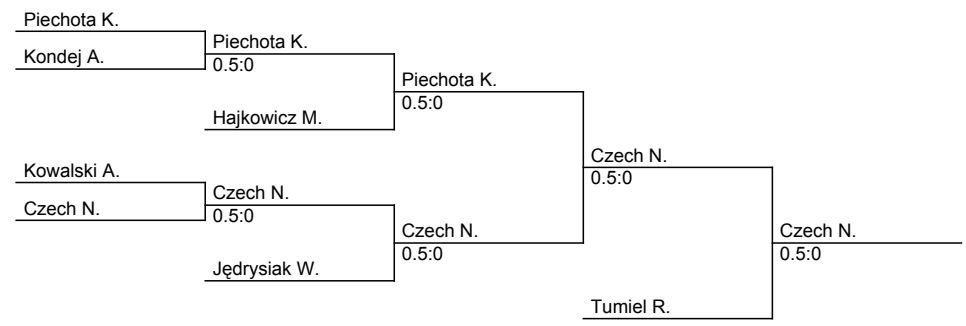 Piechota K.
Kondej A.
Piechota K.
0.5:0
Hajkowicz M.
Piechota K.
0.5:0
Kowalski A.
Czech N.
Czech N.
0.5:0
Jędrysiak W.
Czech N.
0.5:0
Czech N.
0.5:0
Tumiel R.
Czech N.
0.5:0